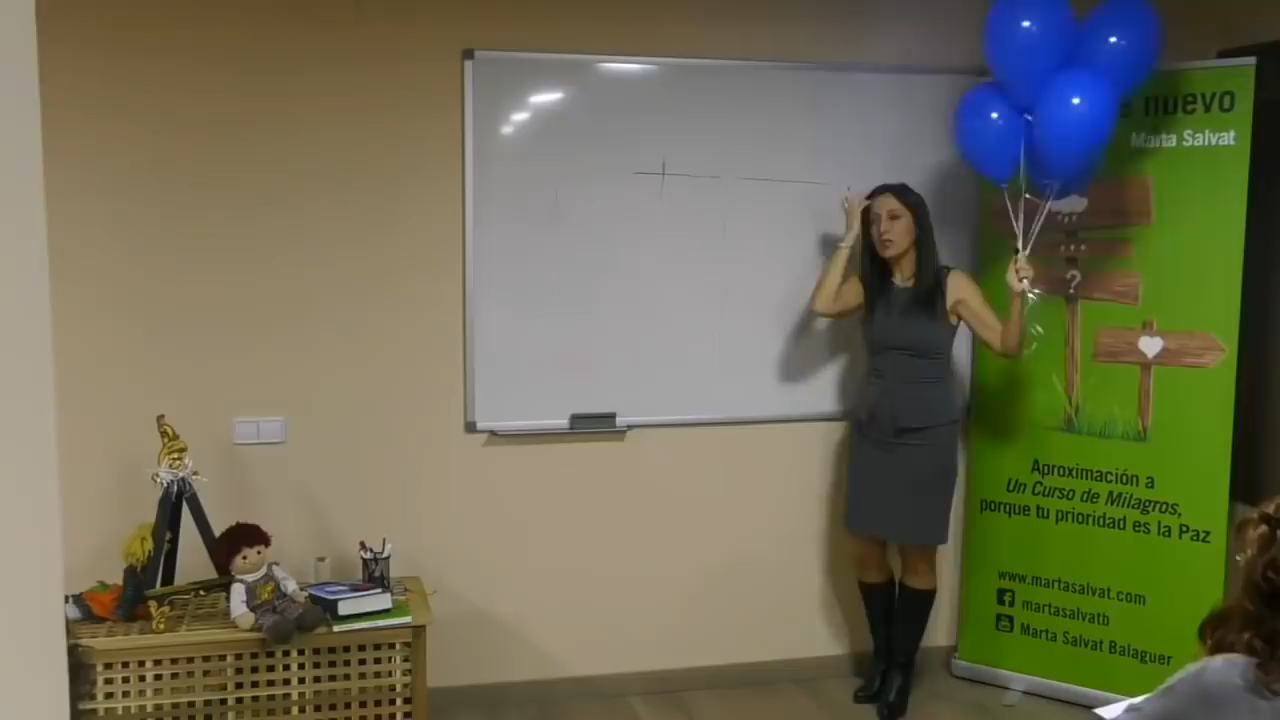 nuevo
Marta Salvat
?
Aproximación a
Un Curso de Milagros,
porque tu prioridad es la Paz
www.martasalvat.com
martasalvatb
Marta Salvat Balaguer